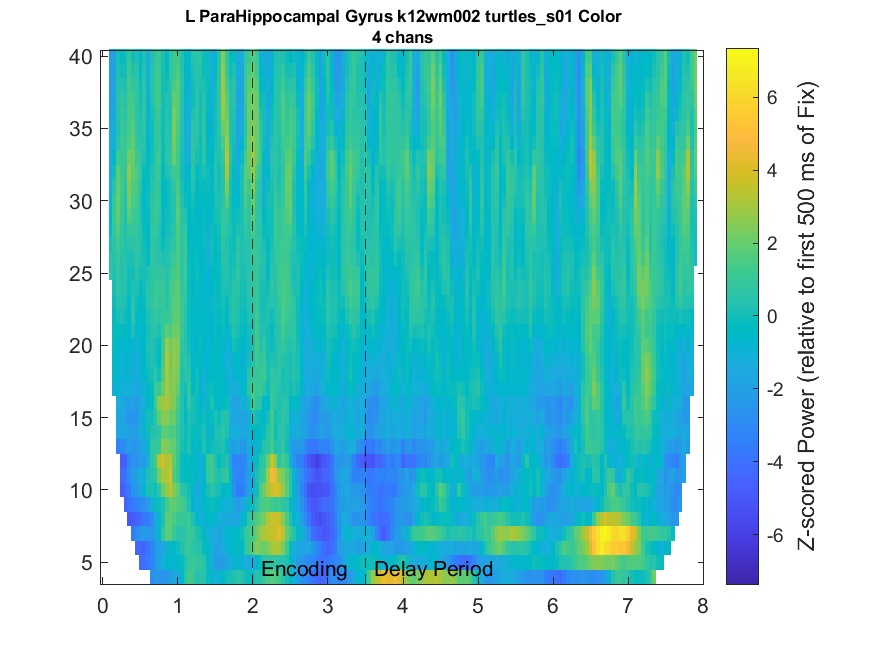 L ParaHippocampal Gyrus k12wm002 turtles_s01 Color
4 chans
40
35
30
25
20
15
10
5
Encoding
Delay Period
0 1 2 3 4 5 6 7 8
6
4
2
0
-2
-4
-6
Z-scored Power (relative to first 500 ms of Fix)